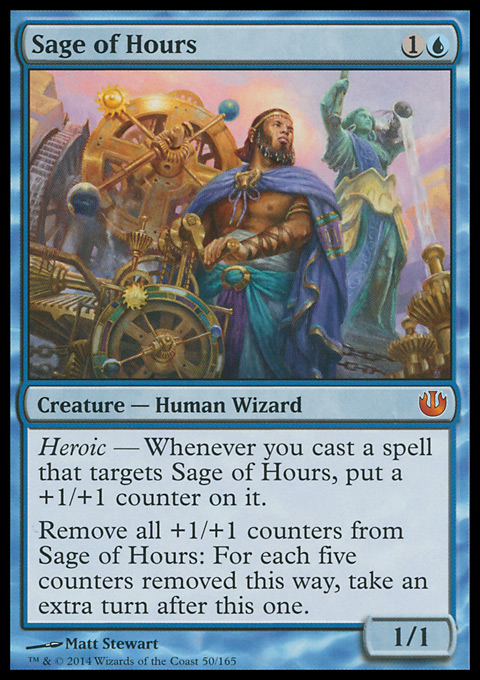 Sage of Hours 1
Creature — Human Wizard
Heroic — Whenever you cast a spell
that targets Sage of Hours, put a
+1/+1 counter on it.
Remove all +1/+1 counters from
Sage of Hours: For each five
counters removed this way, take an
extra turn after this one.
1/1
Matt Stewart
™ & © 2014 Wizards of the Coast 50/165